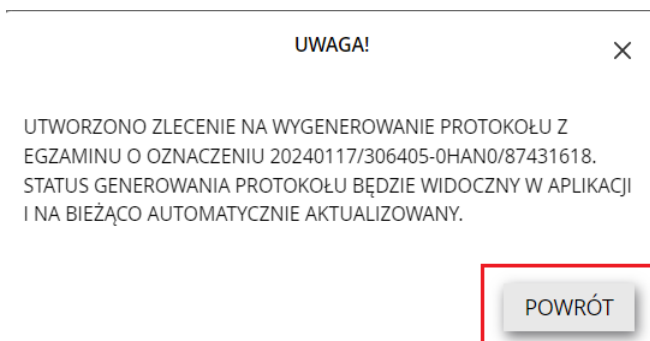 UWAGA!
UTWORZONO ZLECENIE NA WYGENEROWANIE PROTOKOŁU Z
EGZAMINU O OZNACZENIU 20240117/306405-0HAN0/87431618.
STATUS GENEROWANIA PROTOKOŁU BĘDZIE WIDOCZNY W APLIKACJI
I NA BIEŻĄCO AUTOMATYCZNIE AKTUALIZOWANY.
POWRÓT